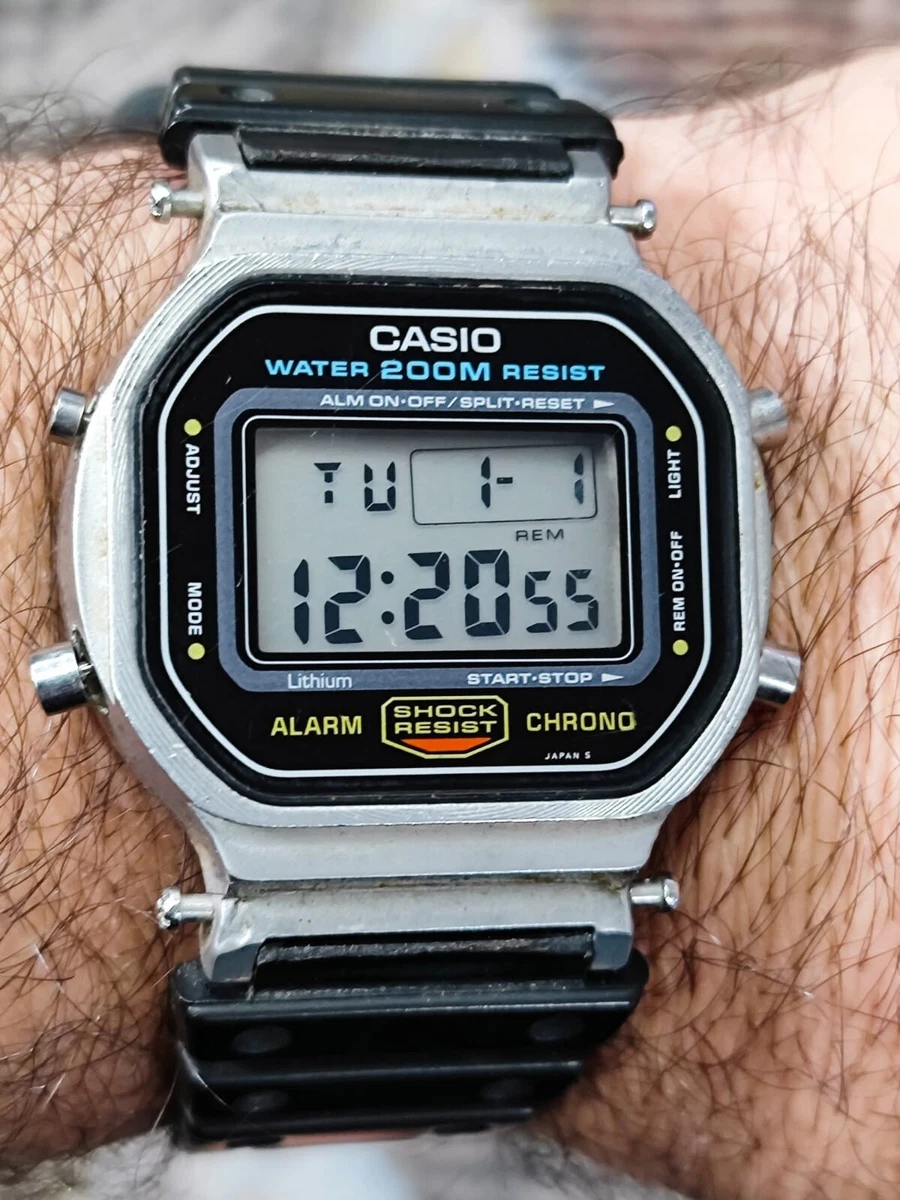 CASIO
WATER 200M RESIST
ALM ON·OFF/SPLIT·RESET
ADJUST
LIGHT
TU 1-1
REM
12:20 55
MODE
REM ON·OFF
Lithium START·STOP
ALARM SHOCK RESIST CHRONO
JAPAN S